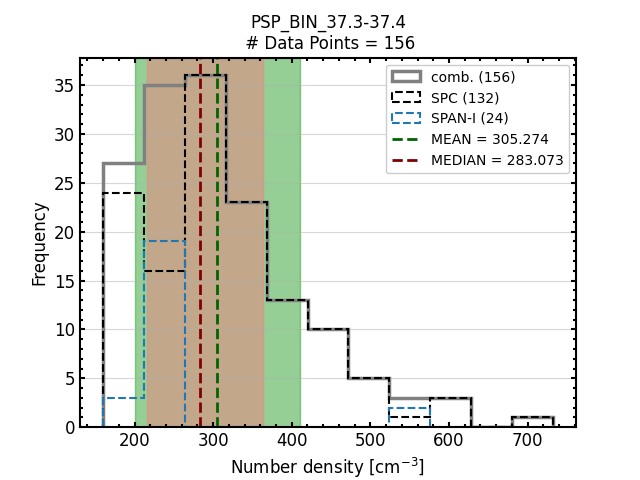 PSP_BIN_37.3-37.4
# Data Points = 156
comb. (156)
SPC (132)
SPAN-I (24)
MEAN = 305.274
MEDIAN = 283.073
Frequency
35
30
25
20
15
10
5
0
200 300 400 500 600 700
Number density [cm⁻³]